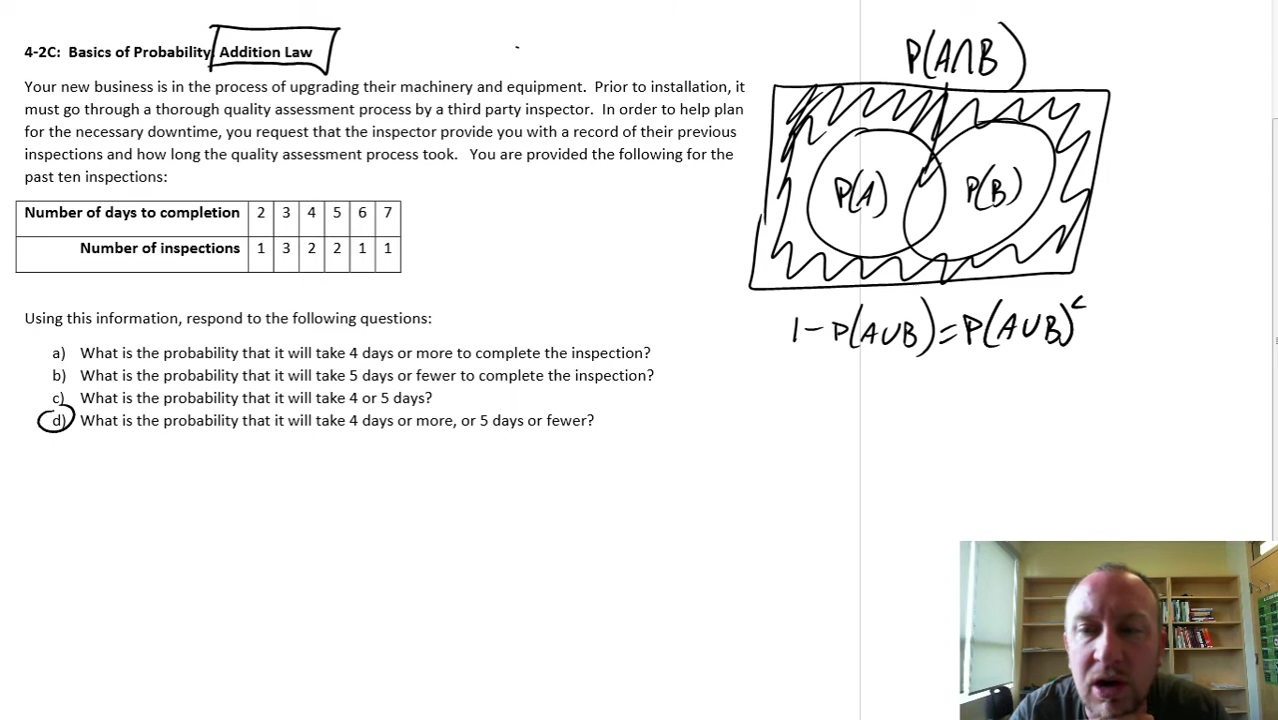 4-2C: Basics of Probability: Addition Law
Your new business is in the process of upgrading their machinery and equipment. Prior to installation, it
must go through a thorough quality assessment process by a third party inspector. In order to help plan
for the necessary downtime, you request that the inspector provide you with a record of their previous
inspections and how long the quality assessment process took. You are provided the following for the
past ten inspections:
Number of days to completion 2 3 4 5 6 7
Number of inspections 1 3 2 2 1 1
Using this information, respond to the following questions:
a) What is the probability that it will take 4 days or more to complete the inspection?
b) What is the probability that it will take 5 days or fewer to complete the inspection?
c) What is the probability that it will take 4 or 5 days?
d) What is the probability that it will take 4 days or more, or 5 days or fewer?
P(A∩B)
P(A) P(B)
1-P(A∪B)=P(A∪B)ᶜ